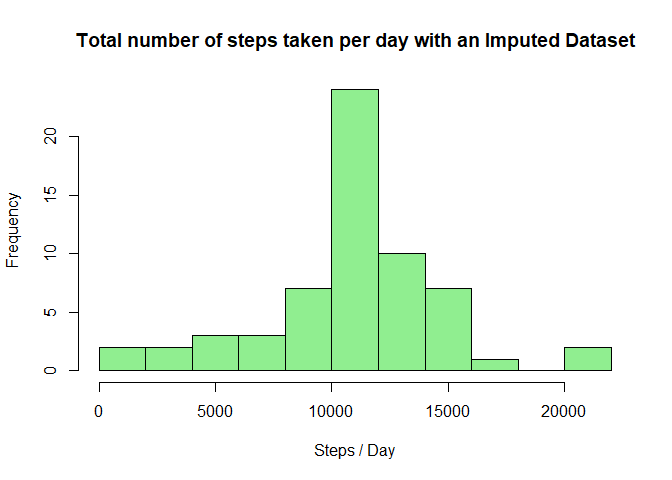 Total number of steps taken per day with an Imputed Dataset
Frequency
20
15
10
5
0
0 5000 10000 15000 20000
Steps / Day